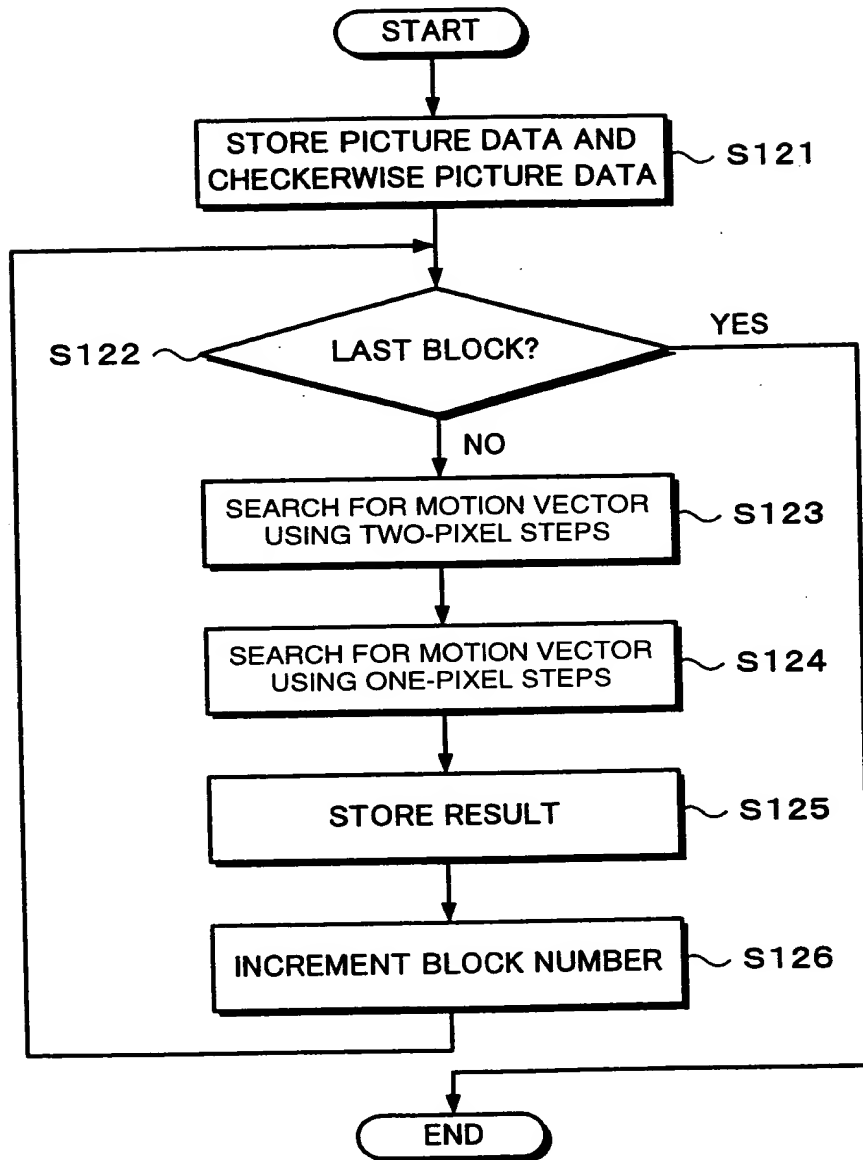 START
STORE PICTURE DATA AND
CHECKERWISE PICTURE DATA
S121
S122
LAST BLOCK?
YES
NO
SEARCH FOR MOTION VECTOR
USING TWO-PIXEL STEPS
S123
SEARCH FOR MOTION VECTOR
USING ONE-PIXEL STEPS
S124
STORE RESULT
S125
INCREMENT BLOCK NUMBER
S126
END